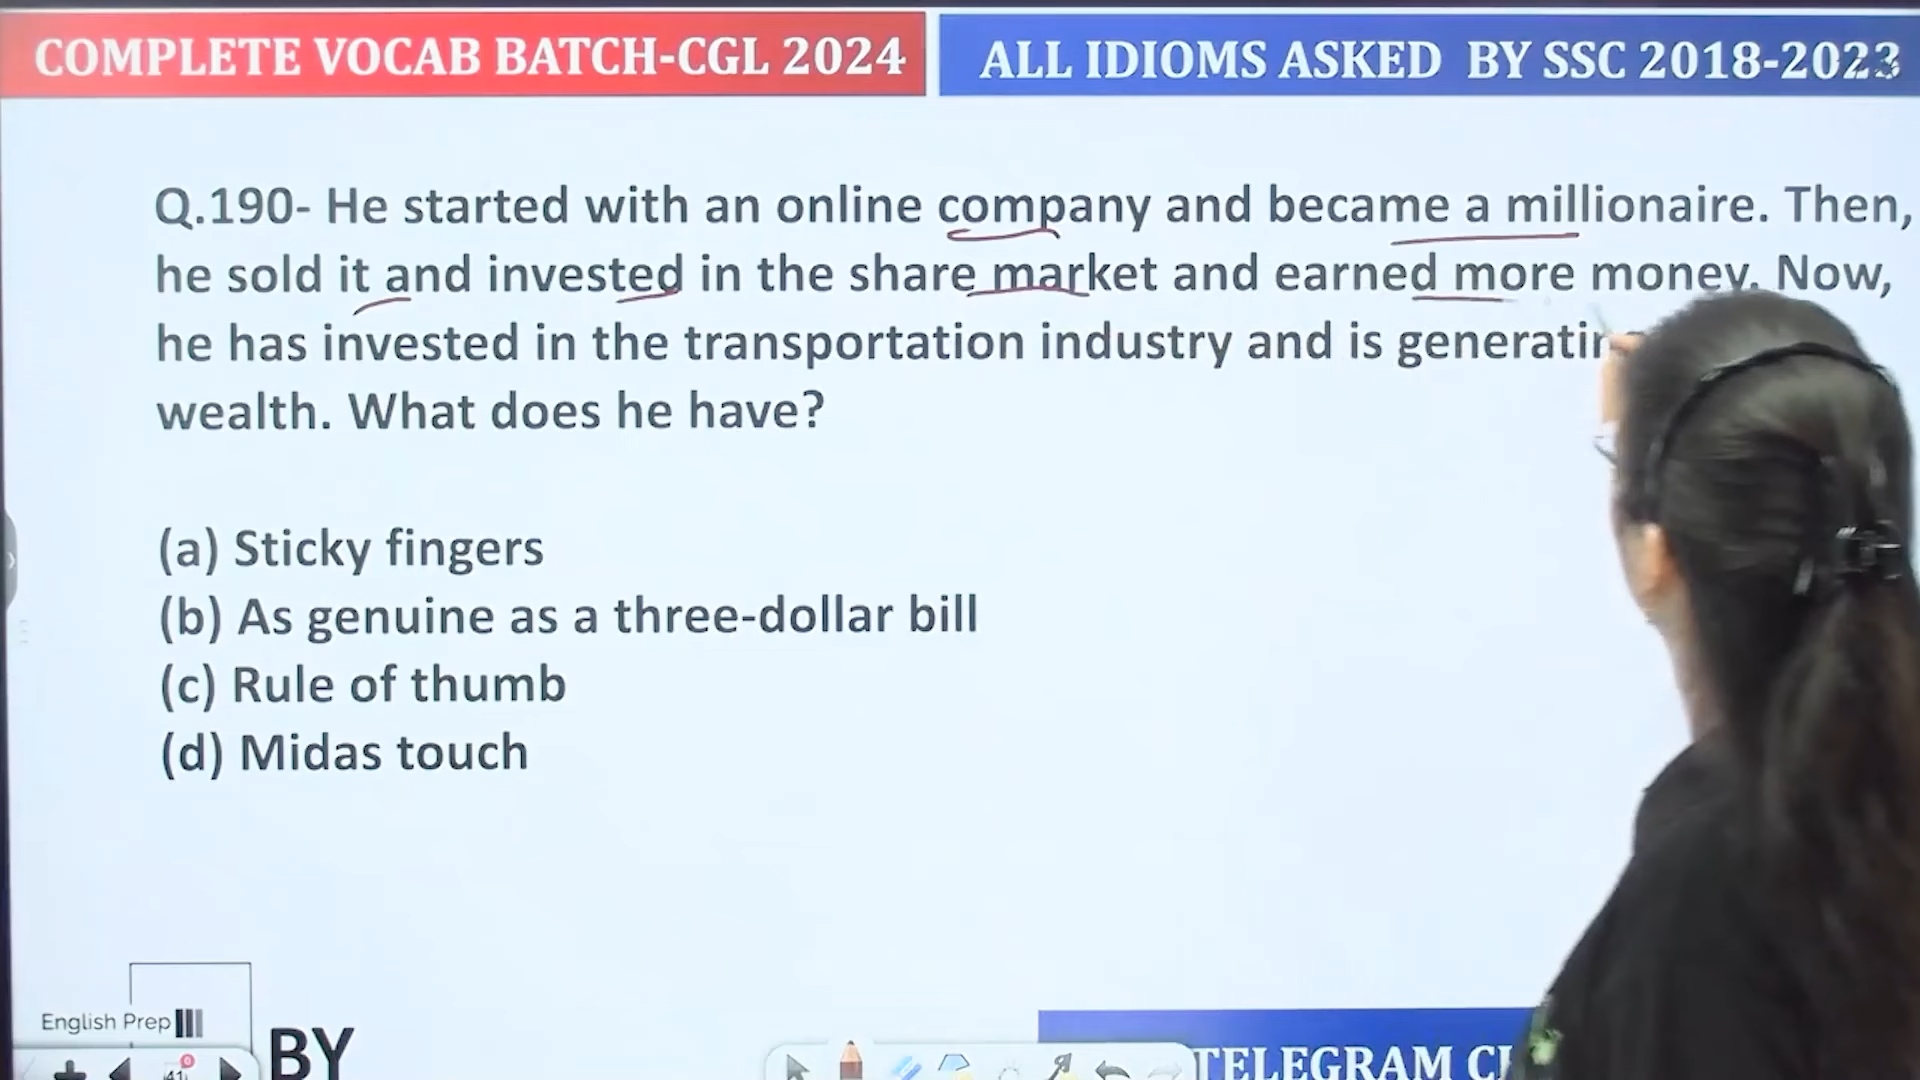 COMPLETE VOCAB BATCH-CGL 2024
ALL IDIOMS ASKED BY SSC 2018-2023
Q.190- He started with an online company and became a millionaire. Then,
he sold it and invested in the share market and earned more money. Now,
he has invested in the transportation industry and is
wealth. What does he have?
(a) Sticky fingers
(b) As genuine as a three-dollar bill
(c) Rule of thumb
(d) Midas touch
English Prep
BY
41
0
TELEGRAM